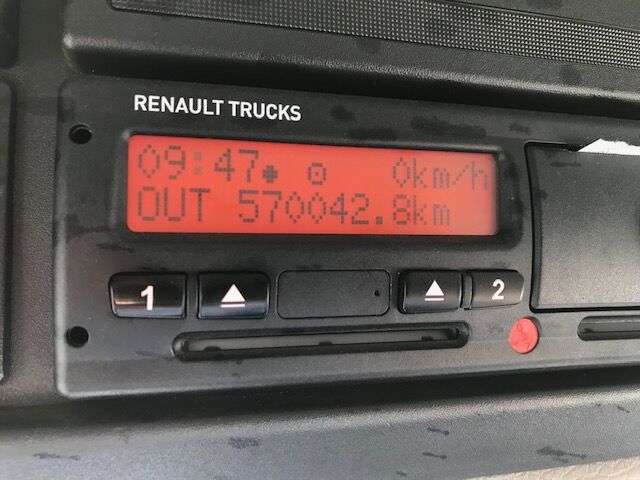 RENAULT TRUCKS
09:47● ⊙ 0km/h
OUT 570042.8km
1 2